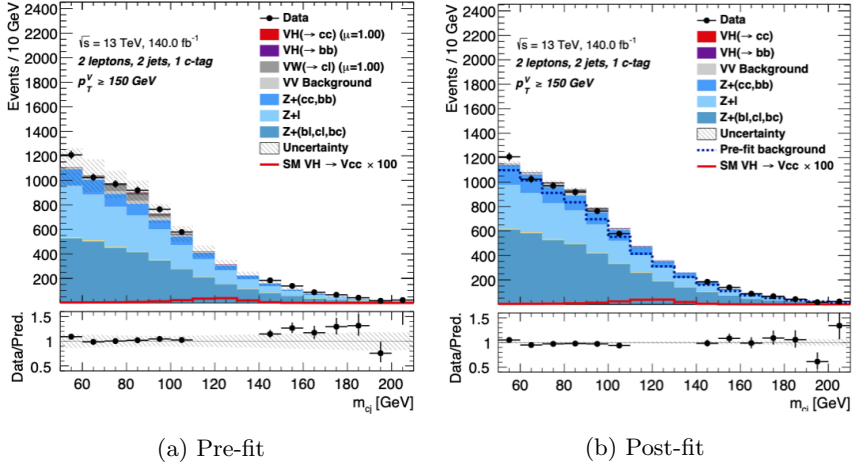 Events / 10 GeV
2400
2200
2000
1800
1600
1400
1200
1000
800
600
400
200
√s = 13 TeV, 140.0 fb⁻¹
2 leptons, 2 jets, 1 c-tag
p_T^V ≥ 150 GeV
Data
VH(→ cc) (μ=1.00)
VH(→ bb)
VW(→ cl) (μ=1.00)
VV Background
Z+(cc,bb)
Z+l
Z+(bl,cl,bc)
Uncertainty
SM VH → Vcc × 100
Data/Pred.
1.5
1
0.5
60 80 100 120 140 160 180 200
m_cj [GeV]
(a) Pre-fit
Events / 10 GeV
2400
2200
2000
1800
1600
1400
1200
1000
800
600
400
200
√s = 13 TeV, 140.0 fb⁻¹
2 leptons, 2 jets, 1 c-tag
p_T^V ≥ 150 GeV
Data
VH(→ cc)
VH(→ bb)
VV Background
Z+(cc,bb)
Z+l
Z+(bl,cl,bc)
Uncertainty
Pre-fit background
SM VH → Vcc × 100
Data/Pred.
1.5
1
0.5
60 80 100 120 140 160 180 200
m_cj [GeV]
(b) Post-fit